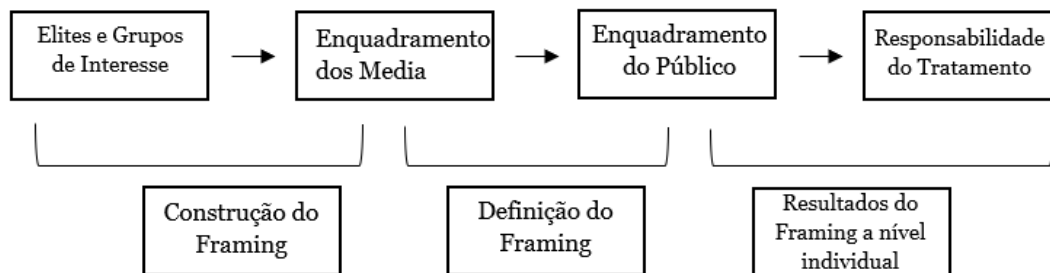 Elites e Grupos
de Interesse
Enquadramento
dos Media
Enquadramento
do Público
Responsabilidade
do Tratamento
Construção do
Framing
Definição do
Framing
Resultados do
Framing a nível
individual